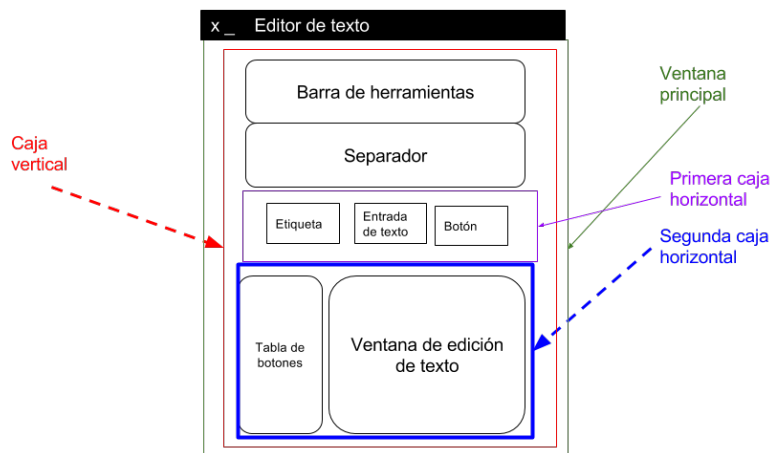 x _ Editor de texto
Ventana
principal
Barra de herramientas
Caja
vertical
Separador
Primera caja
horizontal
Etiqueta
Entrada
de texto
Botón
Segunda caja
horizontal
Tabla de
botones
Ventana de edición
de texto